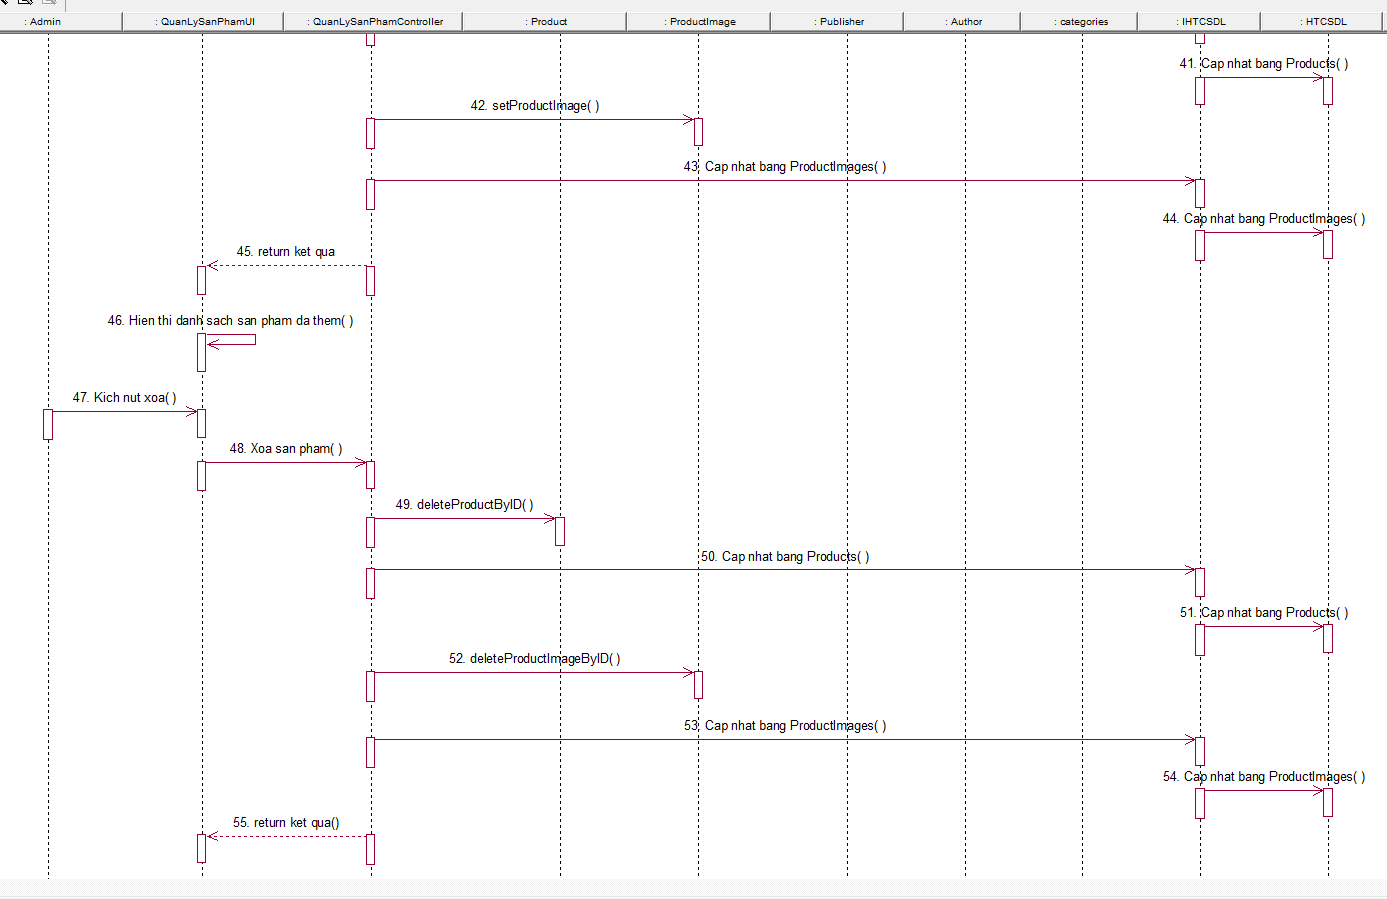 : Admin
: QuanLySanPhamUI
: QuanLySanPhamController
: Product
: ProductImage
: Publisher
: Author
: categories
: IHTCSDL
: HTCSDL
41. Cap nhat bang Products( )
42. setProductImage( )
43. Cap nhat bang ProductImages( )
44. Cap nhat bang ProductImages( )
45. return ket qua
46. Hien thi danh sach san pham da them( )
47. Kich nut xoa( )
48. Xoa san pham( )
49. deleteProductByID( )
50. Cap nhat bang Products( )
51. Cap nhat bang Products( )
52. deleteProductImageByID( )
53. Cap nhat bang ProductImages( )
54. Cap nhat bang ProductImages( )
55. return ket qua()